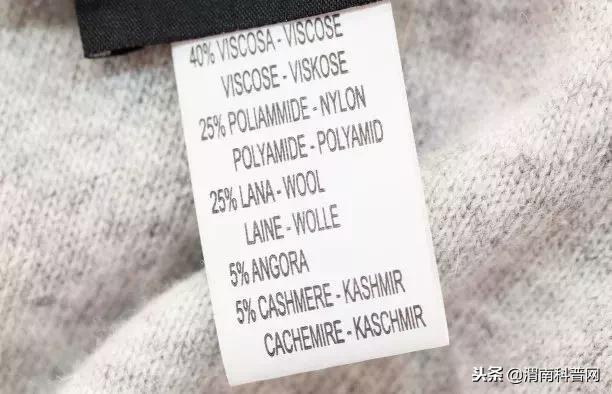 40% VISCOSA - VISCOSE
VISCOSE - VISKOSE
25% POLIAMMIDE - NYLON
POLYAMIDE - POLYAMID
25% LANA - WOOL
LAINE - WOLLE
5% ANGORA
5% CASHMERE - KASHMIR
CACHEMIRE - KASCHMIR
头条 @渭南科普网